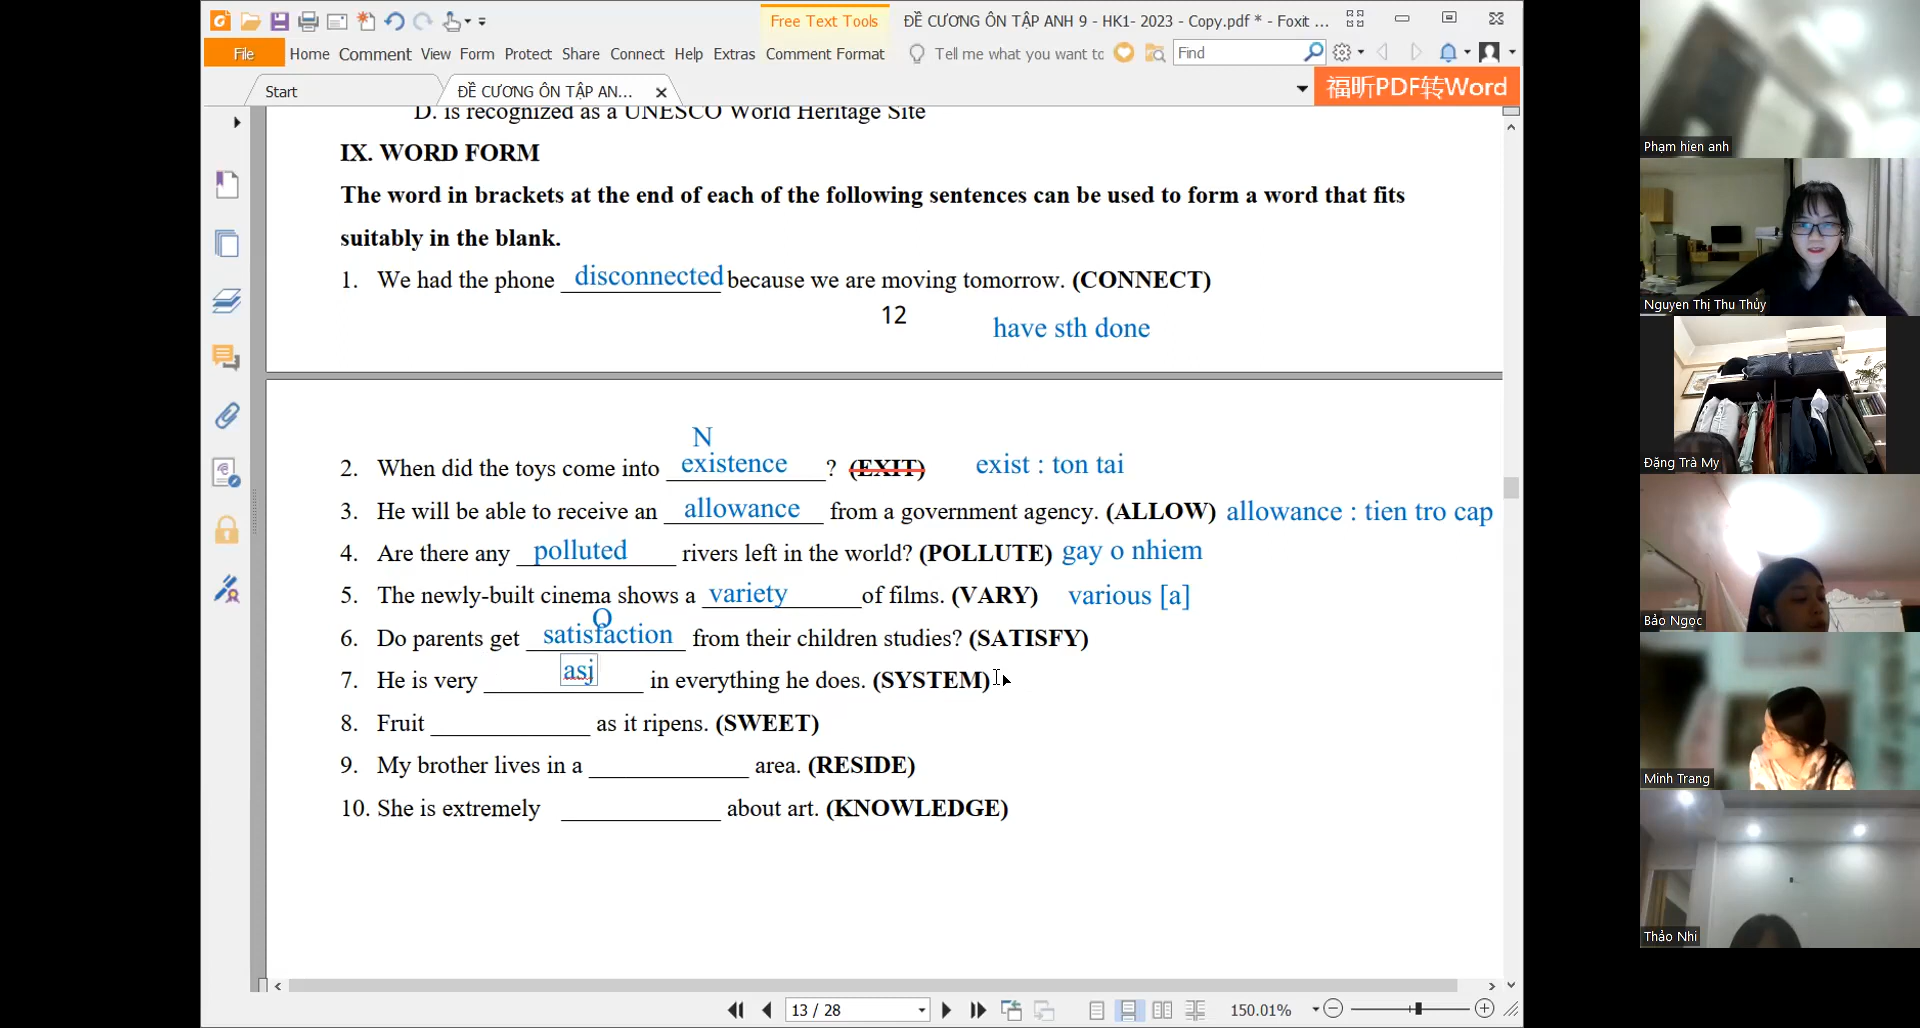 Free Text Tools
ĐỀ CƯƠNG ÔN TẬP ANH 9 - HK1- 2023 - Copy.pdf * - Foxit ...
File Home Comment View Form Protect Share Connect Help Extras Comment Format Tell me what you want to Find
Start
ĐỀ CƯƠNG ÔN TẬP AN...
福昕PDF转Word
D. is recognized as a UNESCO World Heritage Site
IX. WORD FORM
The word in brackets at the end of each of the following sentences can be used to form a word that fits
suitably in the blank.
1. We had the phone disconnected because we are moving tomorrow. (CONNECT)
12
have sth done
N
2. When did the toys come into existence ? (EXIT) exist : ton tai
3. He will be able to receive an allowance from a government agency. (ALLOW) allowance : tien tro cap
4. Are there any polluted rivers left in the world? (POLLUTE) gay o nhiem
5. The newly-built cinema shows a variety of films. (VARY) various [a]
O
6. Do parents get satisfaction from their children studies? (SATISFY)
7. He is very asj in everything he does. (SYSTEM)
8. Fruit ____________ as it ripens. (SWEET)
9. My brother lives in a ____________ area. (RESIDE)
10. She is extremely ____________ about art. (KNOWLEDGE)
13 / 28
150.01%
Phạm hien anh
Nguyen Thị Thu Thủy
Đặng Trà My
Bảo Ngọc
Minh Trang
Thảo Nhi